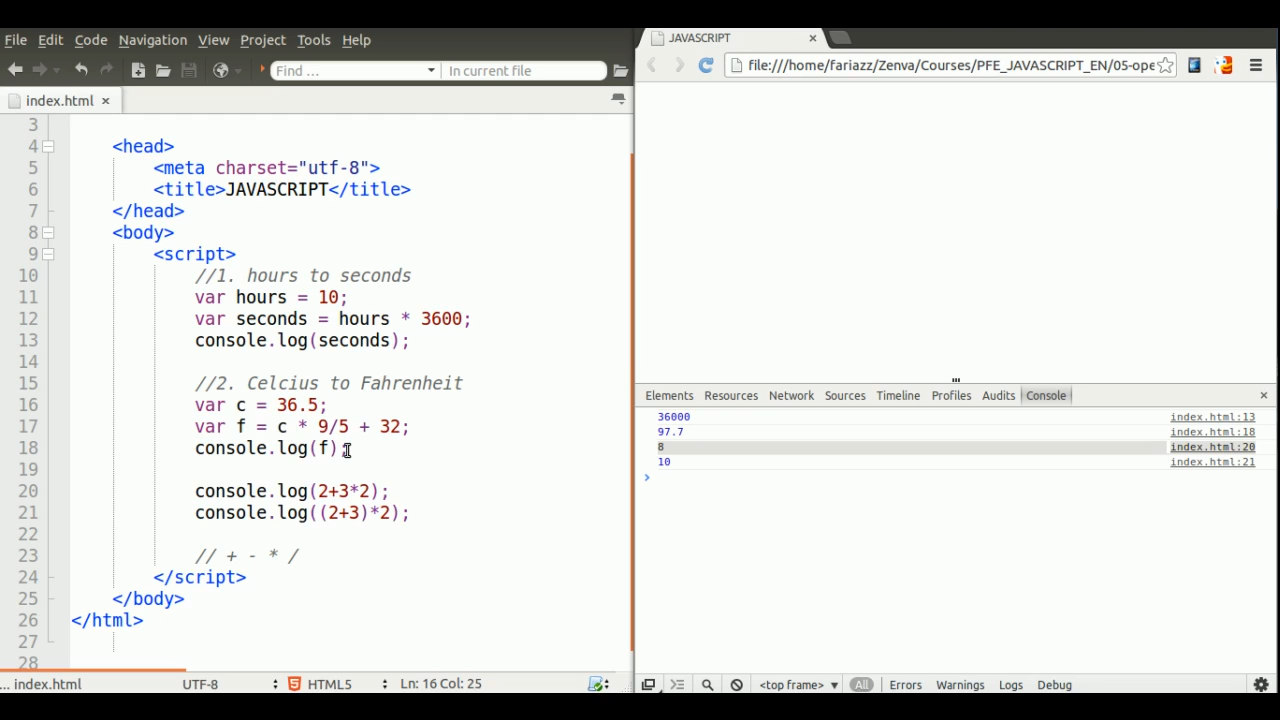 File Edit Code Navigation View Project Tools Help
Find ... In current file
index.html
3
4 <head>
5 <meta charset="utf-8">
6 <title>JAVASCRIPT</title>
7 </head>
8 <body>
9 <script>
10 //1. hours to seconds
11 var hours = 10;
12 var seconds = hours * 3600;
13 console.log(seconds);
14
15 //2. Celcius to Fahrenheit
16 var c = 36.5;
17 var f = c * 9/5 + 32;
18 console.log(f);
19
20 console.log(2+3*2);
21 console.log((2+3)*2);
22
23 // + - * /
24 </script>
25 </body>
26 </html>
27
28
... index.html UTF-8 HTML5 Ln: 16 Col: 25
JAVASCRIPT
file:///home/fariazz/Zenva/Courses/PFE_JAVASCRIPT_EN/05-ope
Elements Resources Network Sources Timeline Profiles Audits Console
36000 index.html:13
97.7 index.html:18
8 index.html:20
10 index.html:21
<top frame> All Errors Warnings Logs Debug